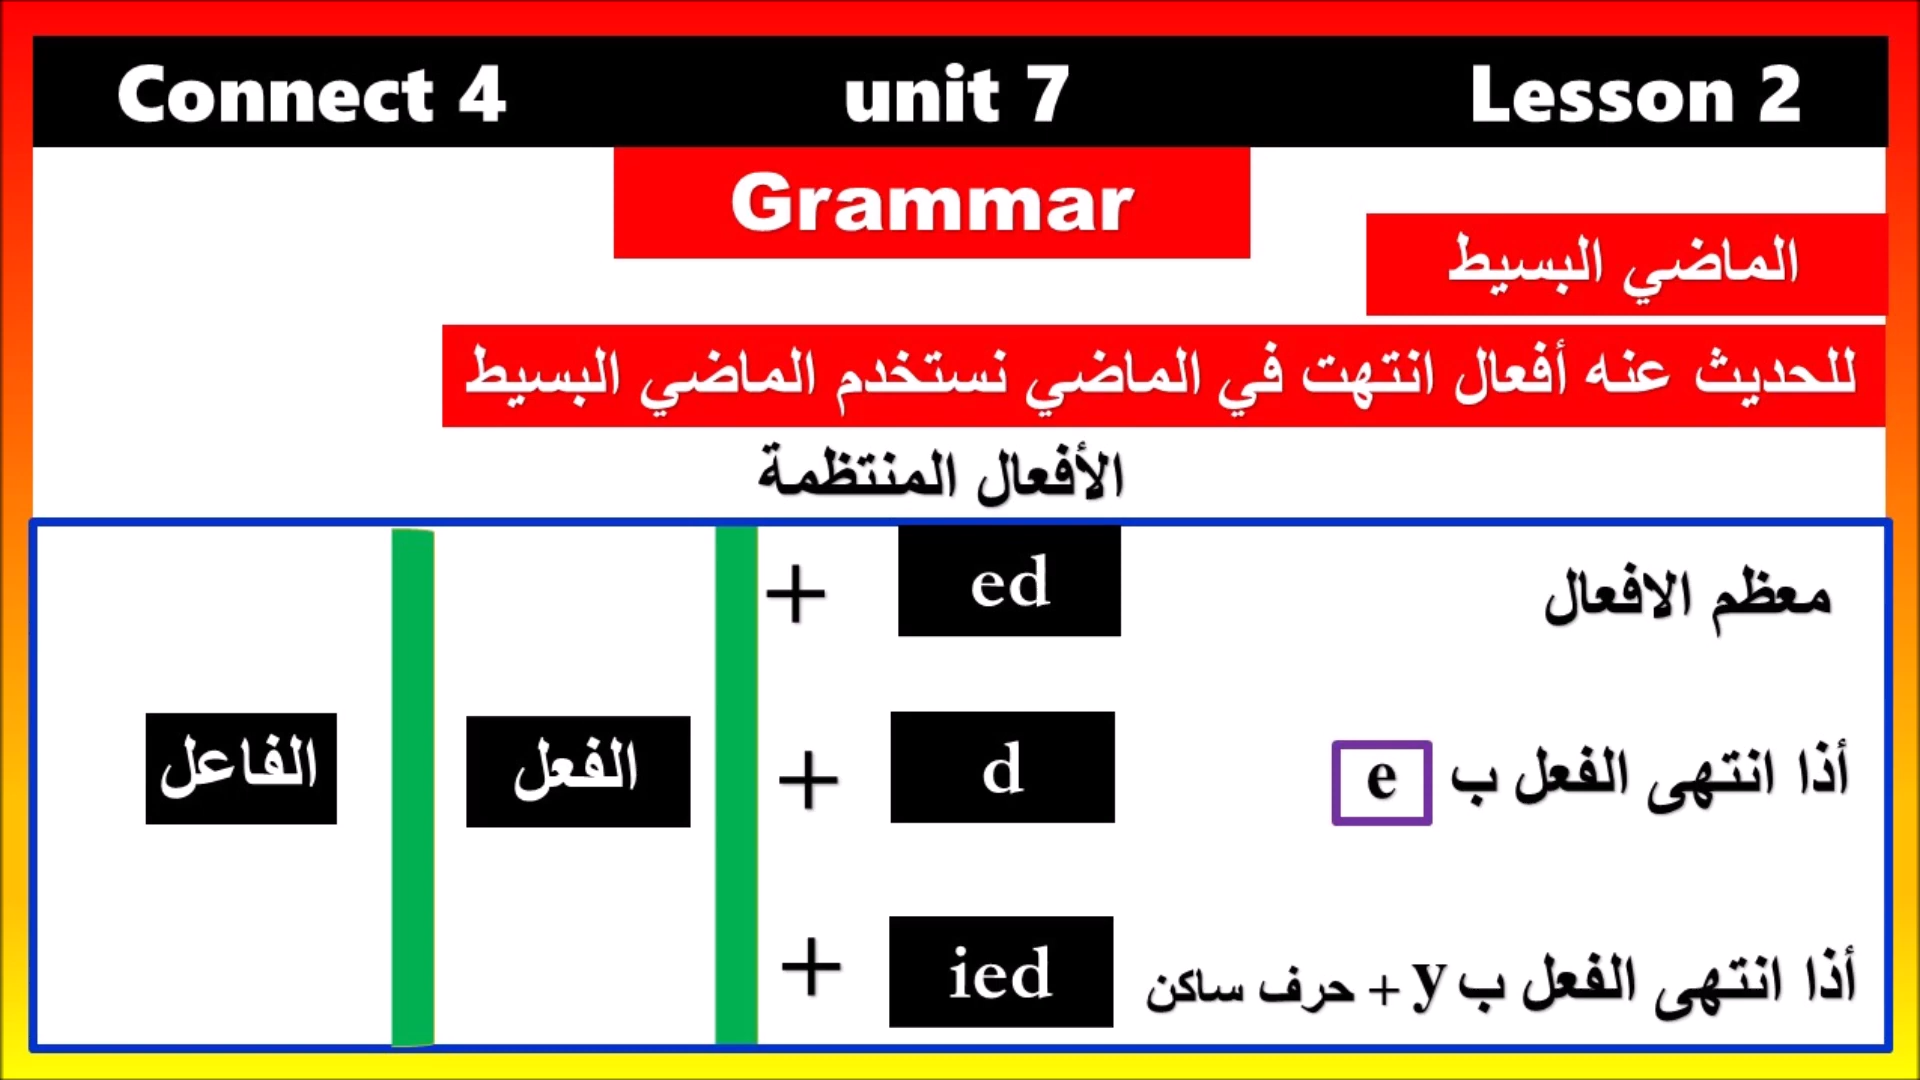 Connect 4 unit 7 Lesson 2
Grammar
الماضي البسيط
للحديث عنه أفعال انتهت في الماضي نستخدم الماضي البسيط
الأفعال المنتظمة
+ ed معظم الافعال
الفاعل الفعل + d أذا انتهى الفعل ب e
+ ied أذا انتهى الفعل ب y + حرف ساكن